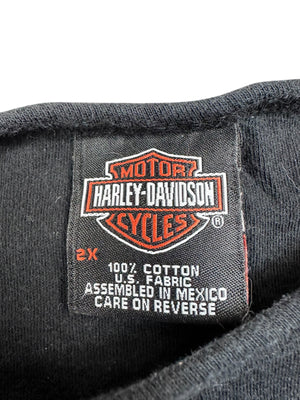 MOTOR
HARLEY-DAVIDSON
CYCLES
®
2X
100% COTTON
U.S. FABRIC
ASSEMBLED IN MEXICO
CARE ON REVERSE